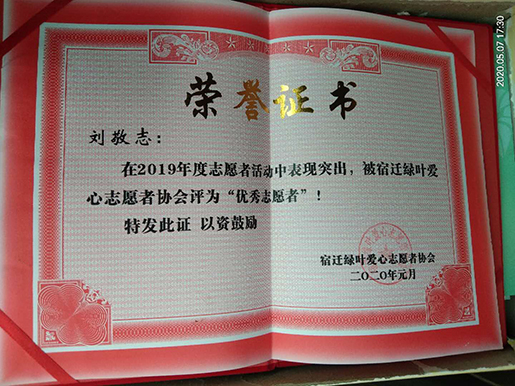 荣誉证书
刘敬志：
在2019年度志愿者活动中表现突出，被宿迁绿叶爱
心志愿者协会评为“优秀志愿者”！
特发此证 以资鼓励
宿迁绿叶爱心志愿者协会
二〇二〇年元月
2020.05.07 17:30